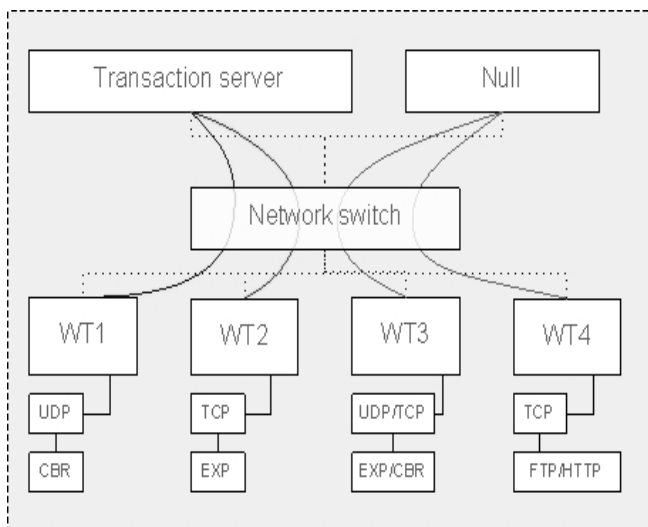 Transaction server
Null
Network switch
WT1
WT2
WT3
WT4
UDP
TCP
UDP/TCP
TCP
CBR
EXP
EXP/CBR
FTP/HTTP